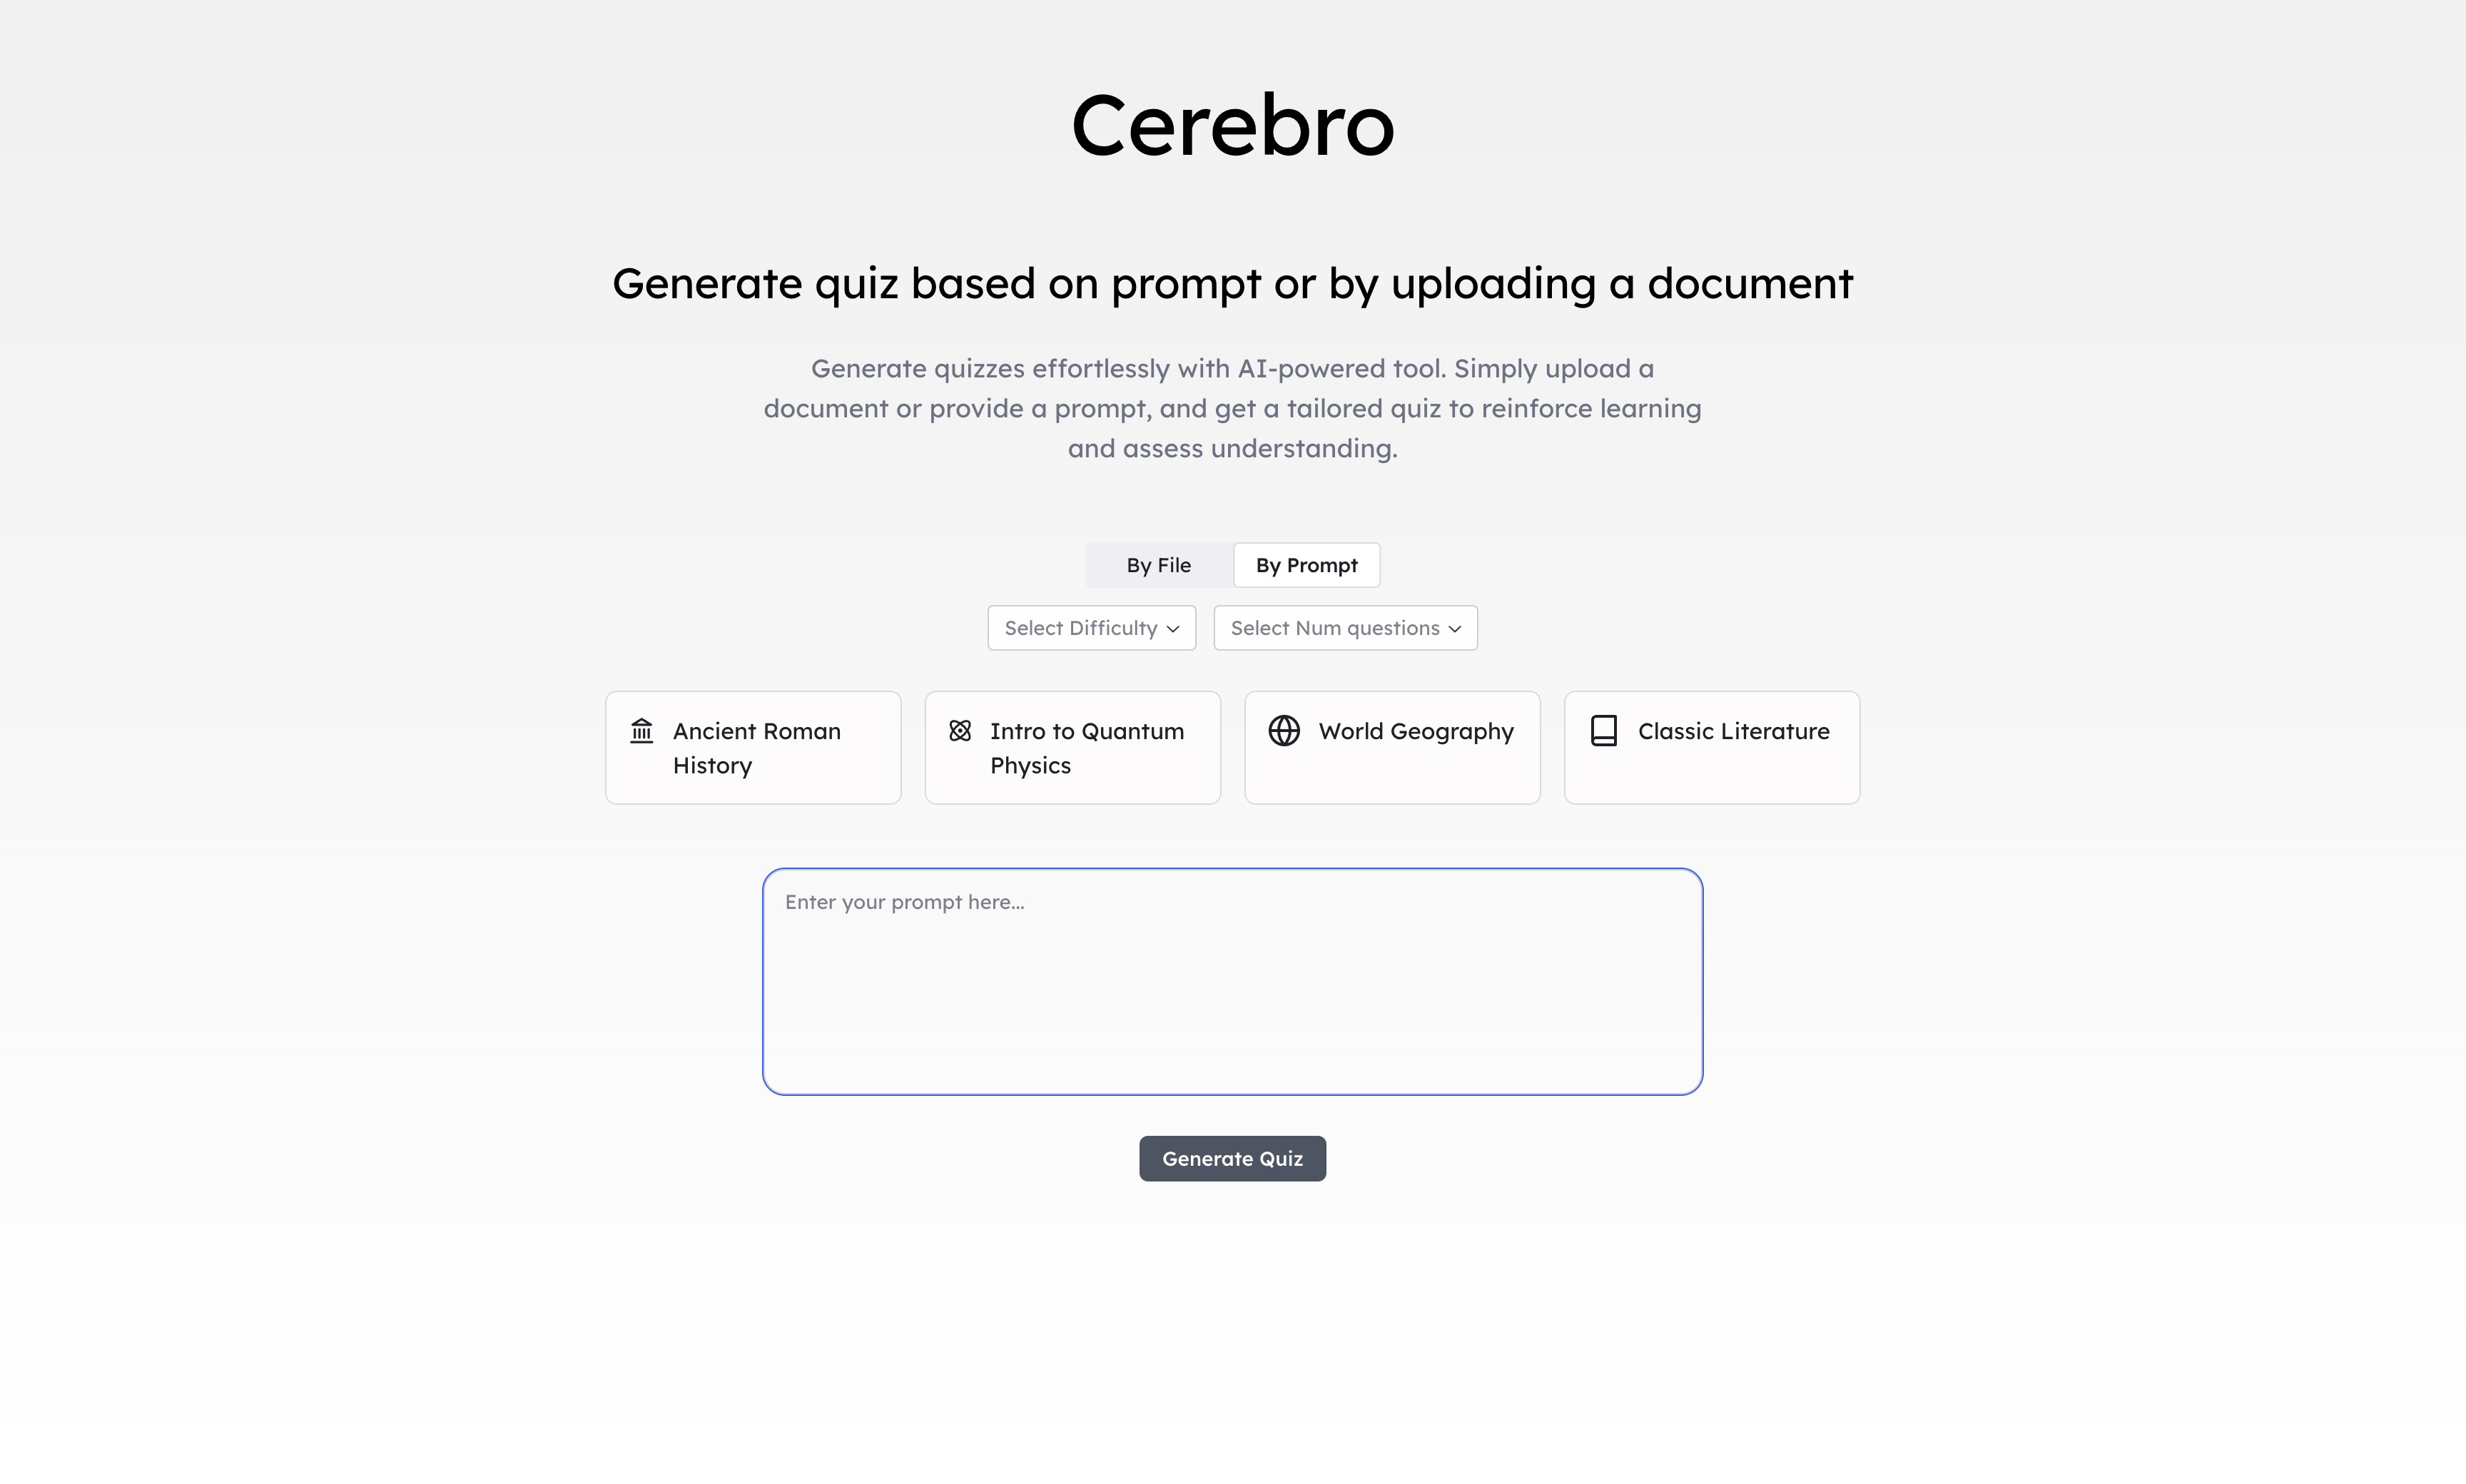 Cerebro
Generate quiz based on prompt or by uploading a document
Generate quizzes effortlessly with AI-powered tool. Simply upload a
document or provide a prompt, and get a tailored quiz to reinforce learning
and assess understanding.
By File
By Prompt
Select Difficulty
Select Num questions
Ancient Roman
History
Intro to Quantum
Physics
World Geography
Classic Literature
Enter your prompt here...
Generate Quiz